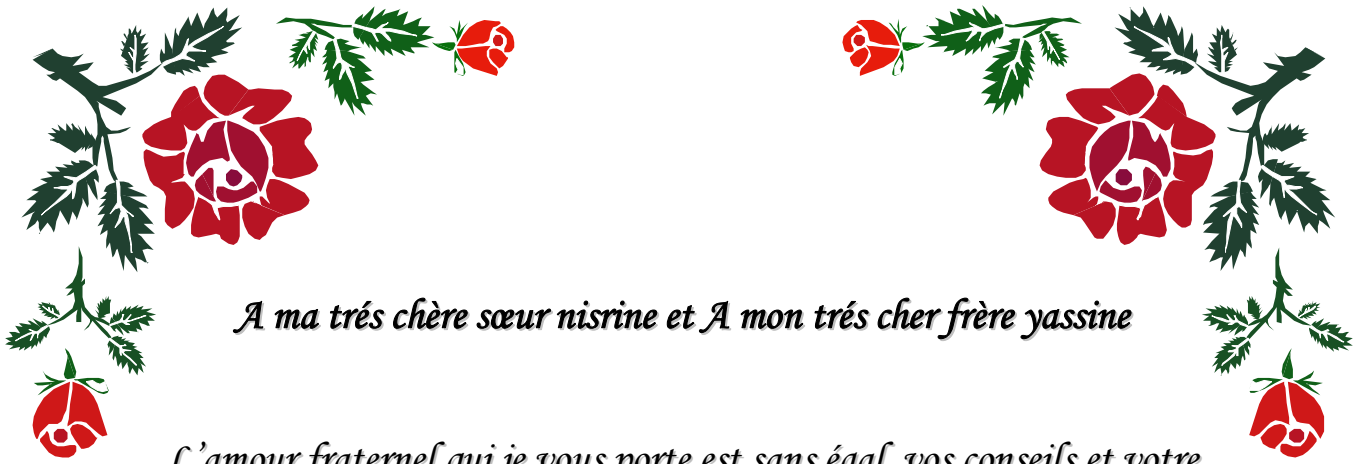 A ma trés chère sœur nisrine et A mon trés cher frère yassine
L'amour fraternel qui je vous porte est sans égal, vos conseils et votre